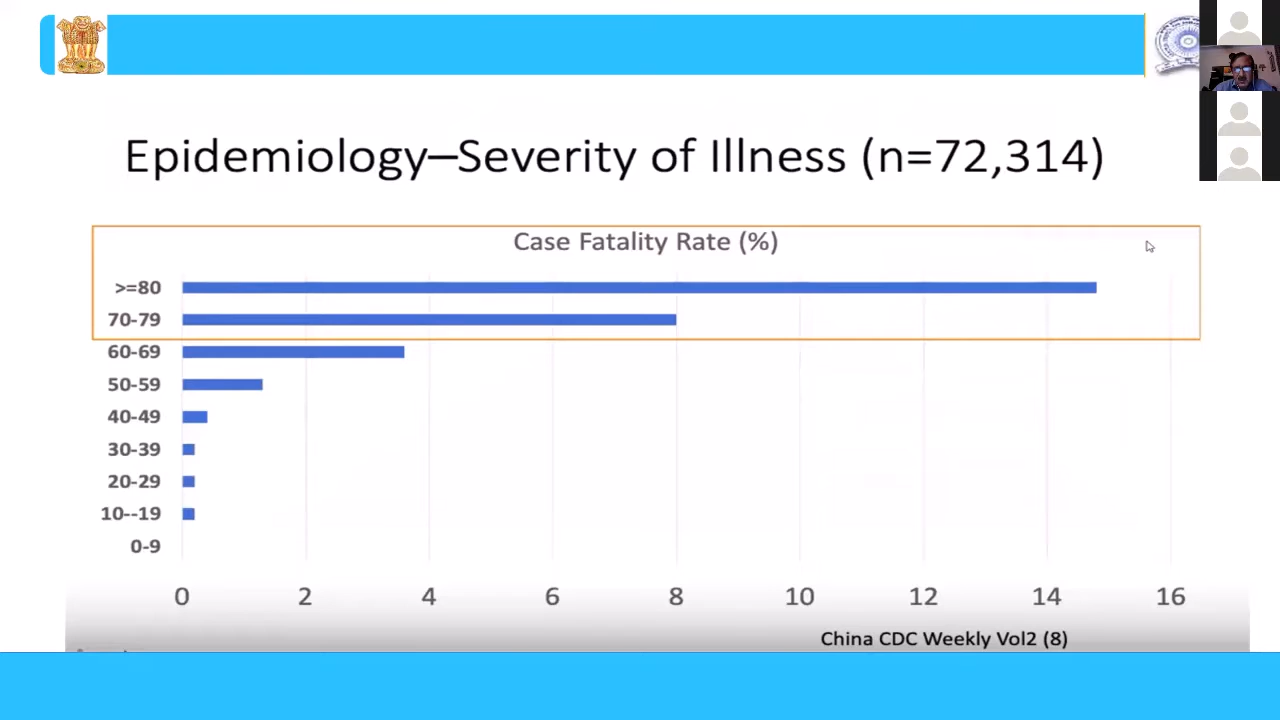 Epidemiology–Severity of Illness (n=72,314)
Case Fatality Rate (%)
>=80
70-79
60-69
50-59
40-49
30-39
20-29
10--19
0-9
0 2 4 6 8 10 12 14 16
China CDC Weekly Vol2 (8)